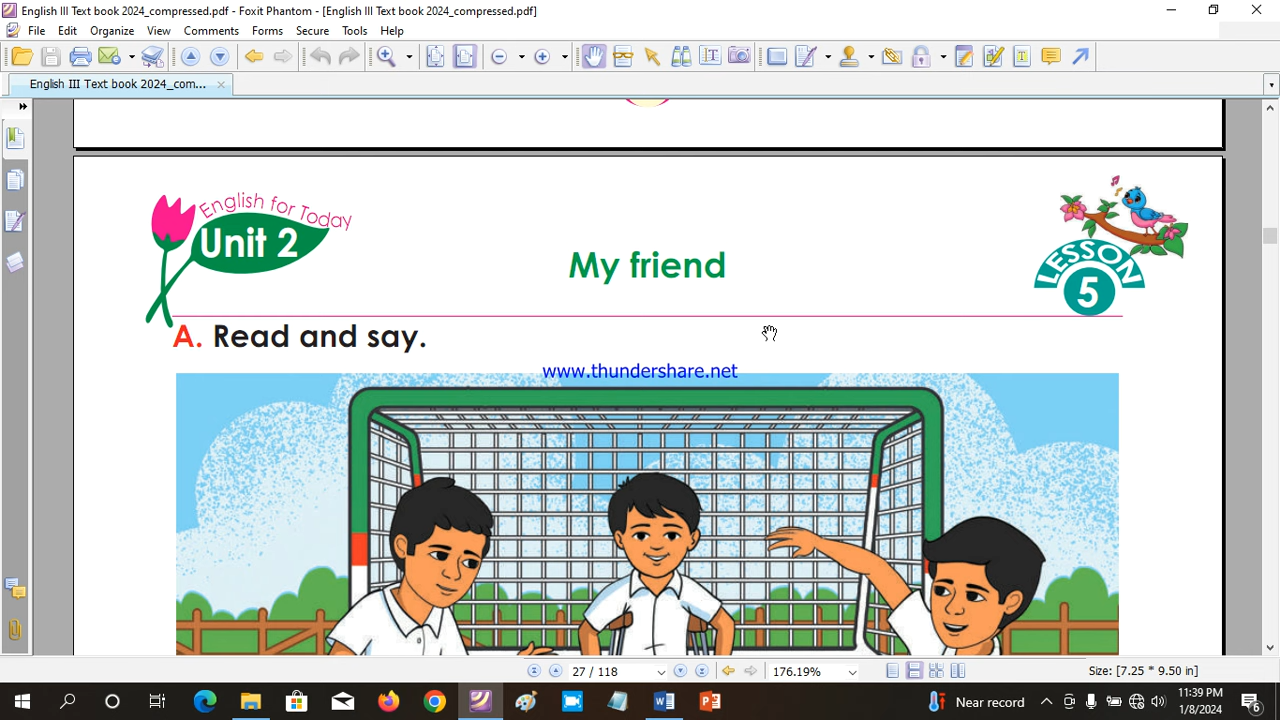 English III Text book 2024_compressed.pdf - Foxit Phantom - [English III Text book 2024_compressed.pdf]
File Edit Organize View Comments Forms Secure Tools Help
English III Text book 2024_com...
English for Today
Unit 2
My friend
LESSON
5
A. Read and say.
www.thundershare.net
27 / 118
176.19%
Size: [7.25 * 9.50 in]
Near record
11:39 PM
1/8/2024
6